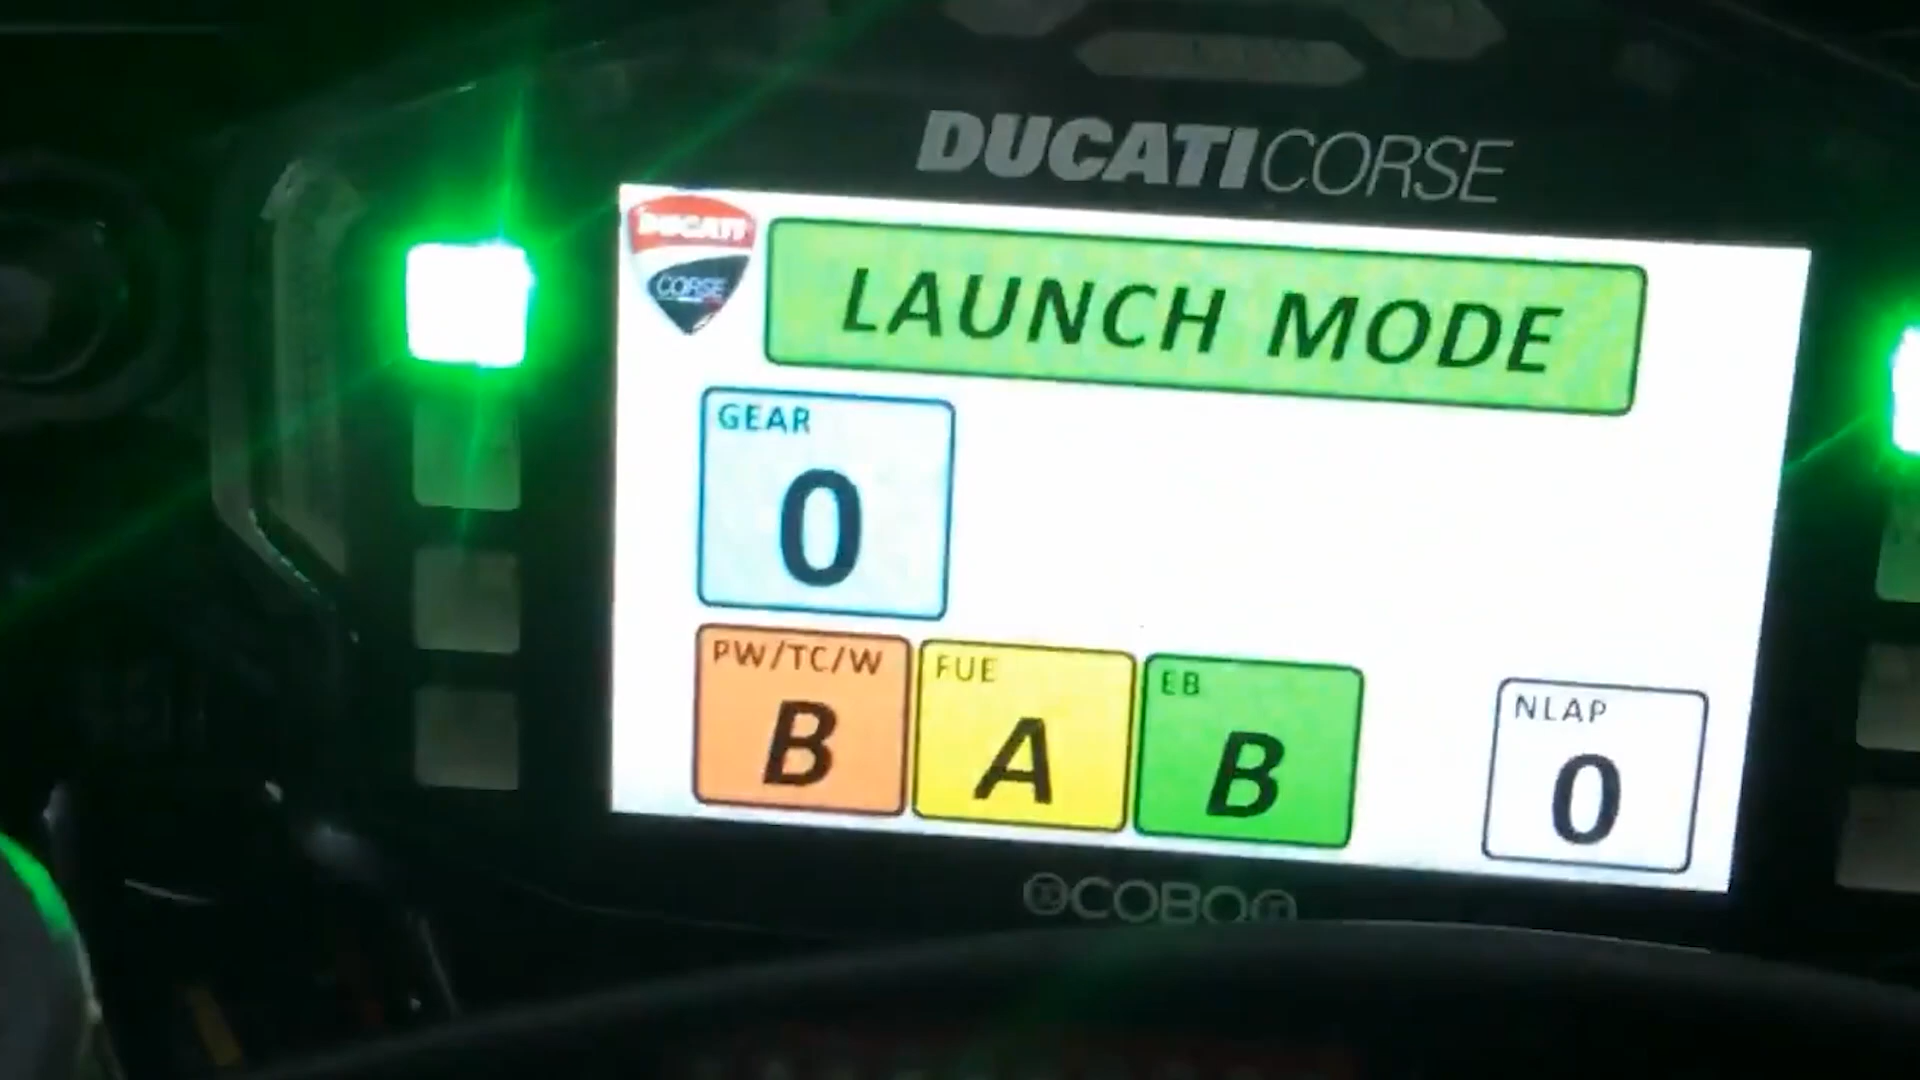 DUCATICORSE
DUCATI
CORSE
LAUNCH MODE
GEAR
0
PW/TC/W
B
FUE
A
EB
B
NLAP
0
COBO